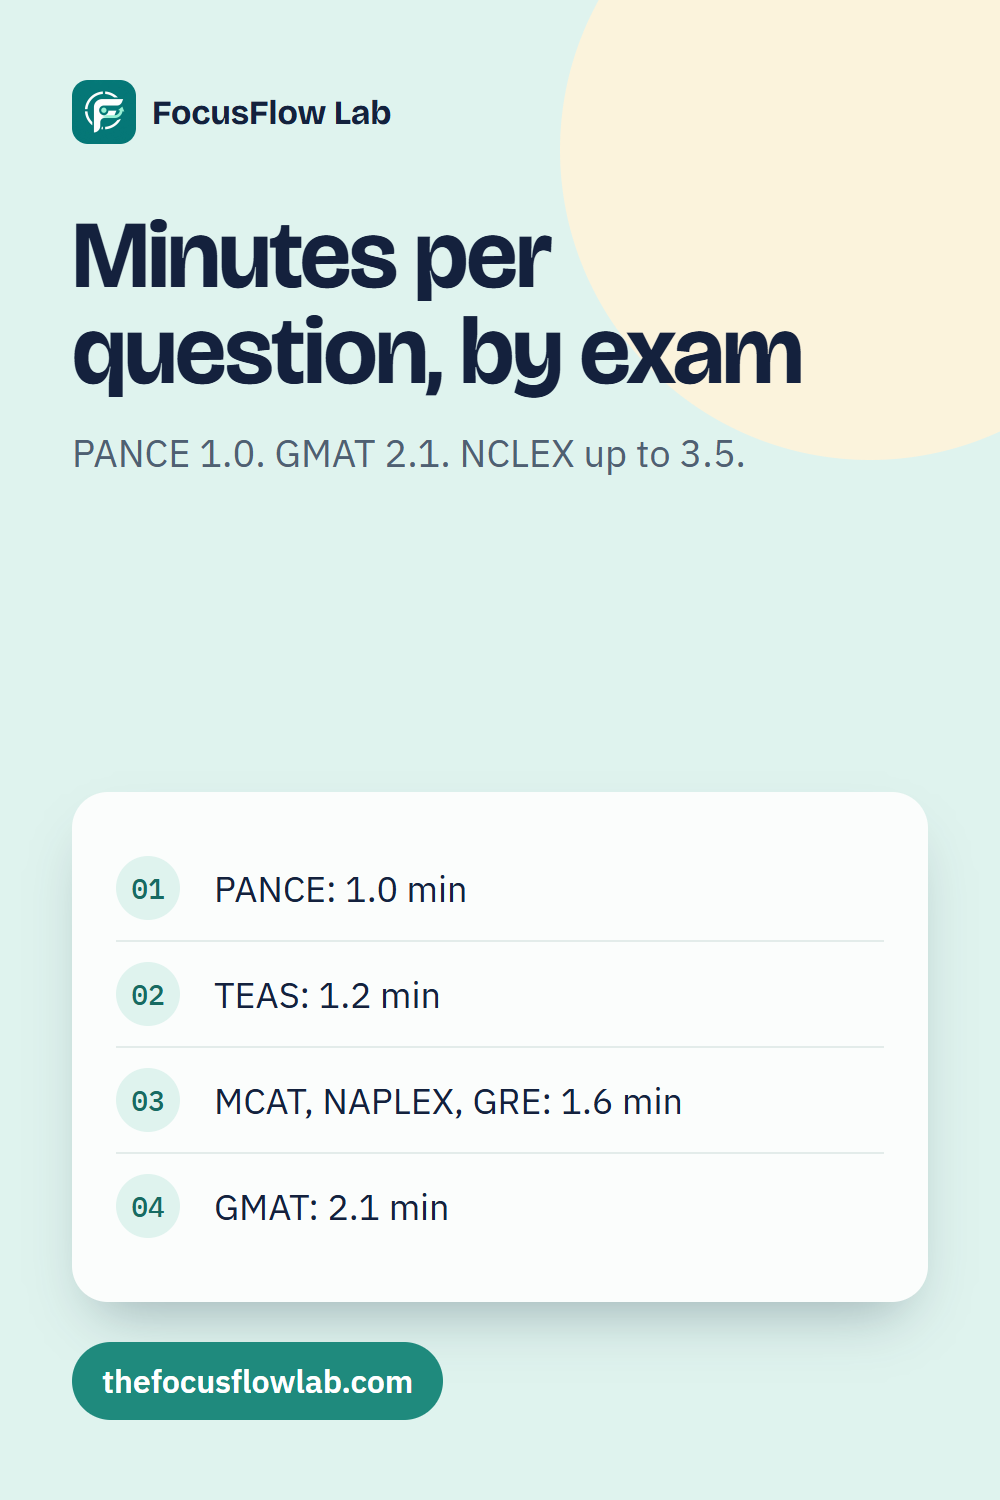 FocusFlow Lab
Minutes per
question, by exam
PANCE 1.0. GMAT 2.1. NCLEX up to 3.5.
01 PANCE: 1.0 min
02 TEAS: 1.2 min
03 MCAT, NAPLEX, GRE: 1.6 min
04 GMAT: 2.1 min
thefocusflowlab.com